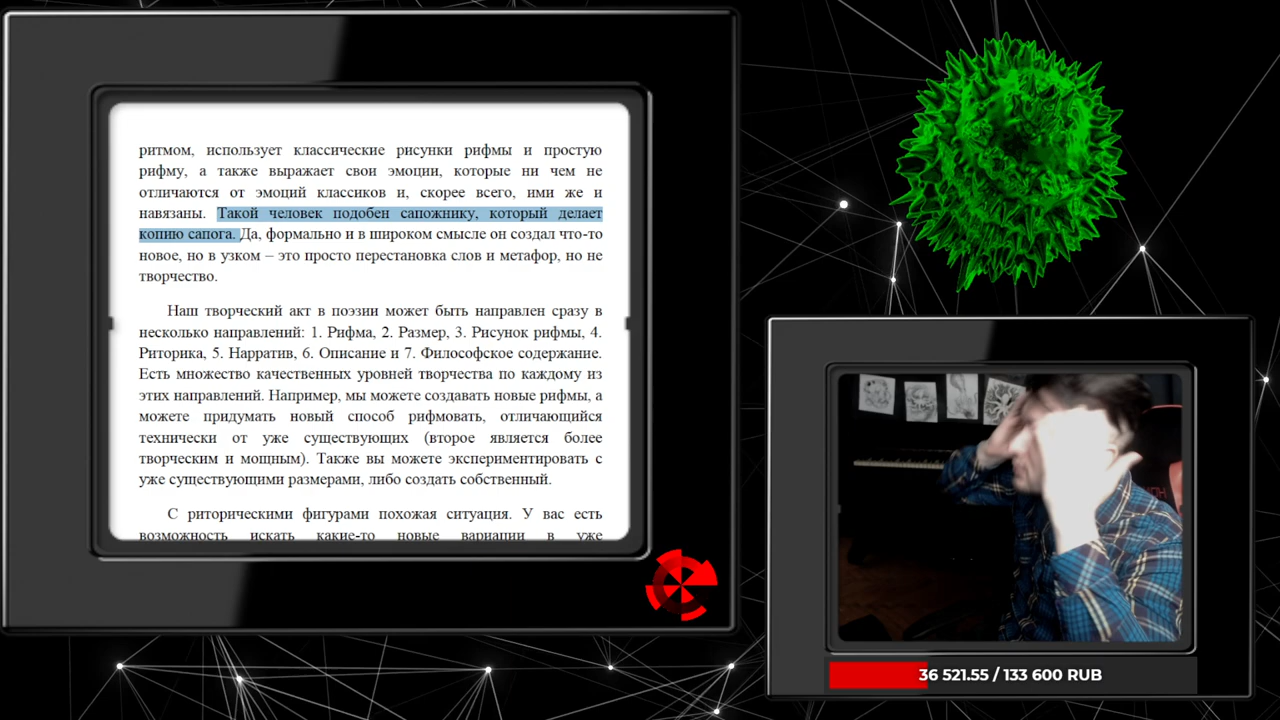 ритмом, использует классические рисунки рифмы и простую
рифму, а также выражает свои эмоции, которые ни чем не
отличаются от эмоций классиков и, скорее всего, ими же и
навязаны. Такой человек подобен сапожнику, который делает
копию сапога. Да, формально и в широком смысле он создал что-то
новое, но в узком – это просто перестановка слов и метафор, но не
творчество.
Наш творческий акт в поэзии может быть направлен сразу в
несколько направлений: 1. Рифма, 2. Размер, 3. Рисунок рифмы, 4.
Риторика, 5. Нарратив, 6. Описание и 7. Философское содержание.
Есть множество качественных уровней творчества по каждому из
этих направлений. Например, мы можете создавать новые рифмы, а
можете придумать новый способ рифмовать, отличающийся
технически от уже существующих (второе является более
творческим и мощным). Также вы можете экспериментировать с
уже существующими размерами, либо создать собственный.
С риторическими фигурами похожая ситуация. У вас есть
возможность искать какие-то новые вариации в уже
36 521.55 / 133 600 RUB